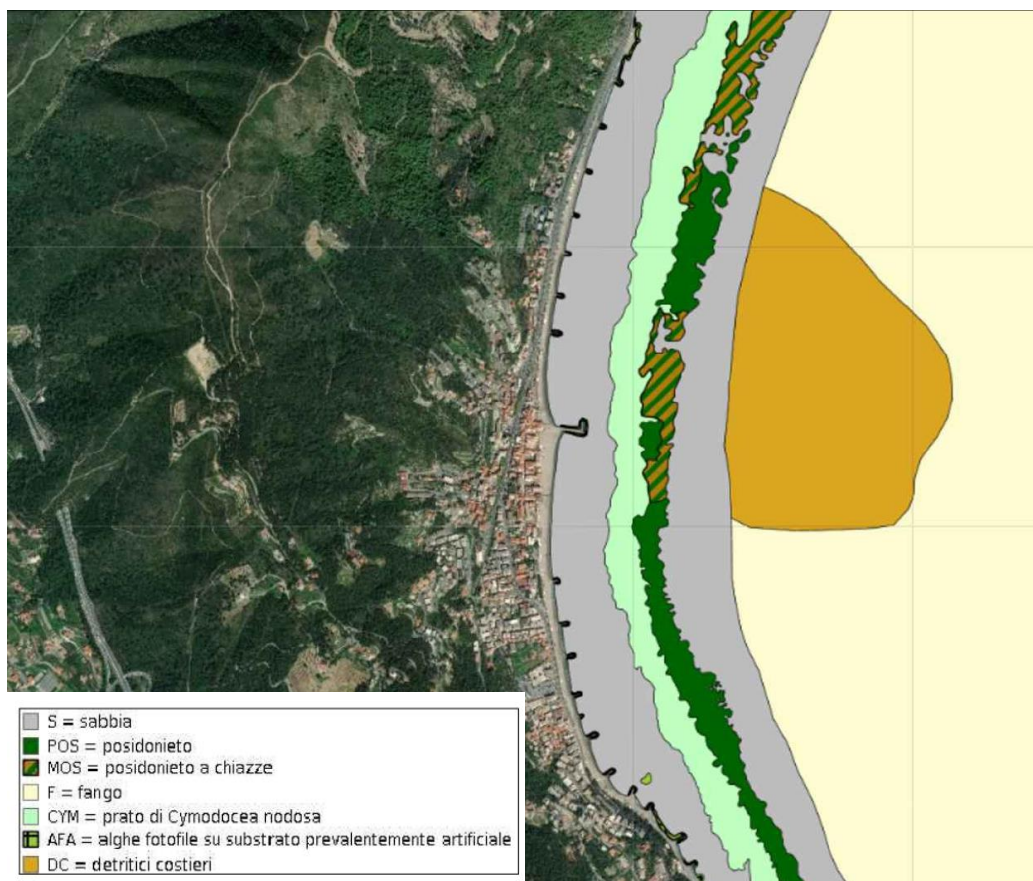 S = sabbia
POS = posidonieto
MOS = posidonieto a chiazze
F = fango
CYM = prato di Cymodocea nodosa
AFA = alghe fotofile su substrato prevalentemente artificiale
DC = detritici costieri